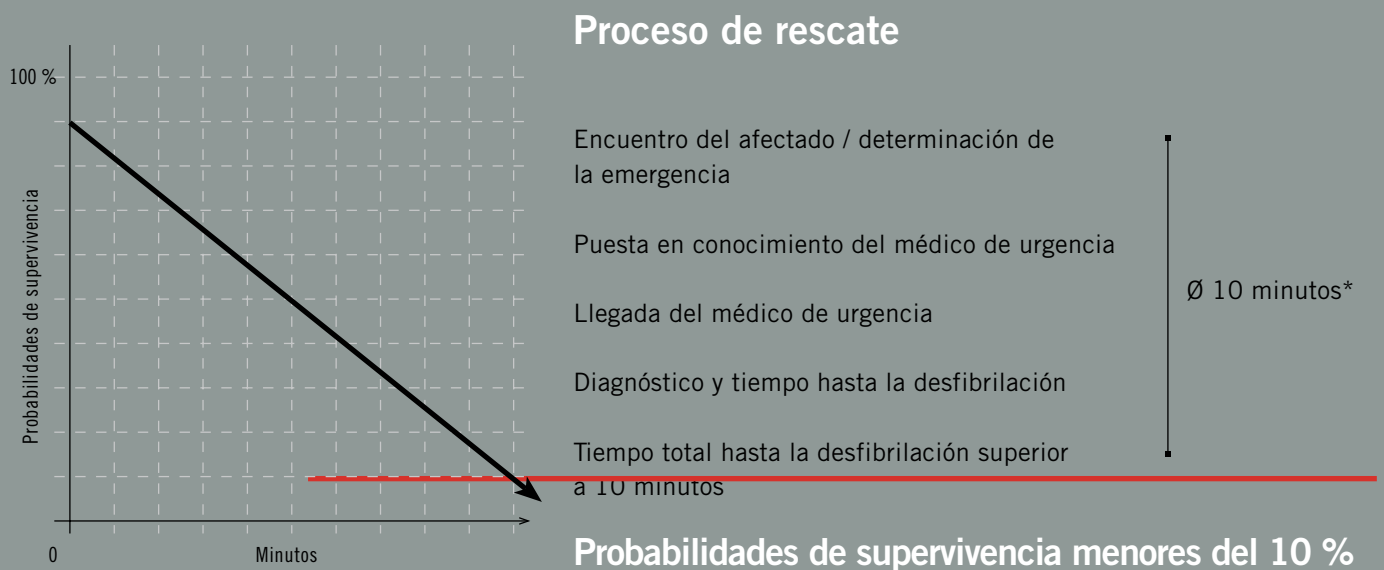 Proceso de rescate
100 %
Probabilidades de supervivencia
0
Minutos
Encuentro del afectado / determinación de
la emergencia
Puesta en conocimiento del médico de urgencia
Llegada del médico de urgencia
Diagnóstico y tiempo hasta la desfibrilación
Tiempo total hasta la desfibrilación superior
a 10 minutos
Ø 10 minutos*
Probabilidades de supervivencia menores del 10 %